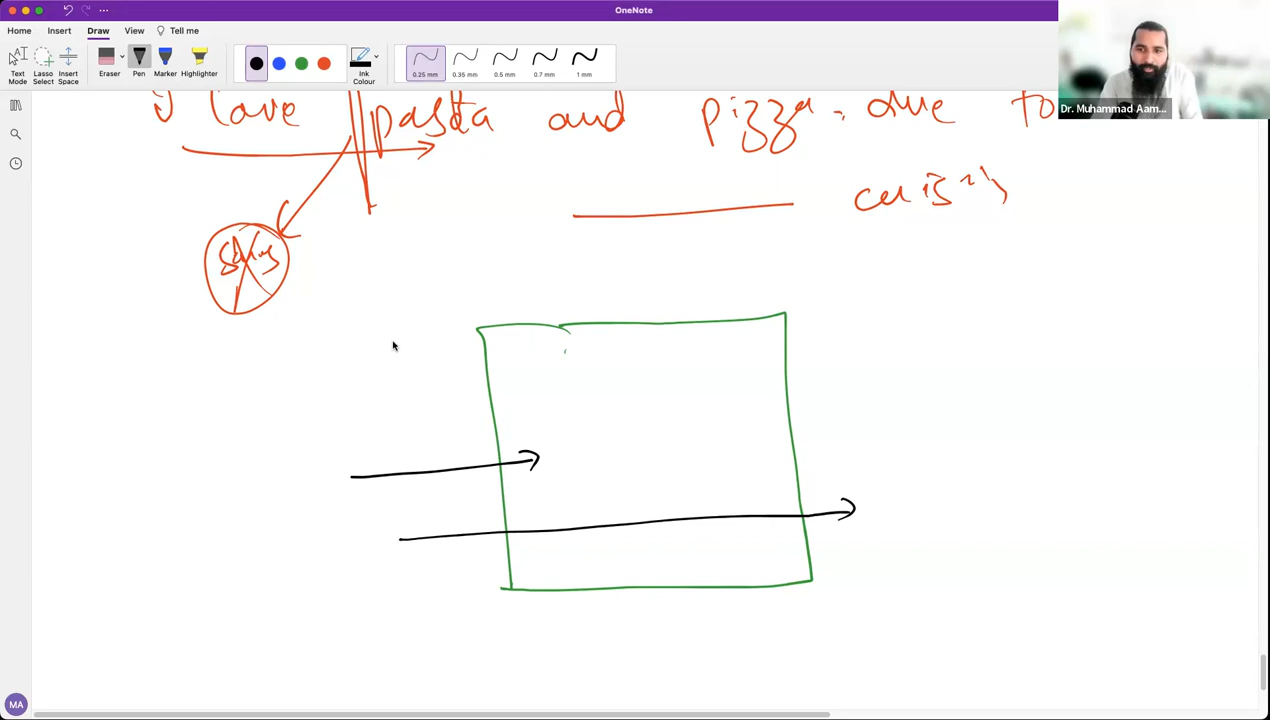 OneNote
Home Insert Draw View Tell me
Text Mode Lasso Select Insert Space Eraser Pen Marker Highlighter Ink Colour 0.25 mm 0.35 mm 0.5 mm 0.7 mm 1 mm
Dr. Muhammad Aam...
i love pasta and pizza. due to
MA